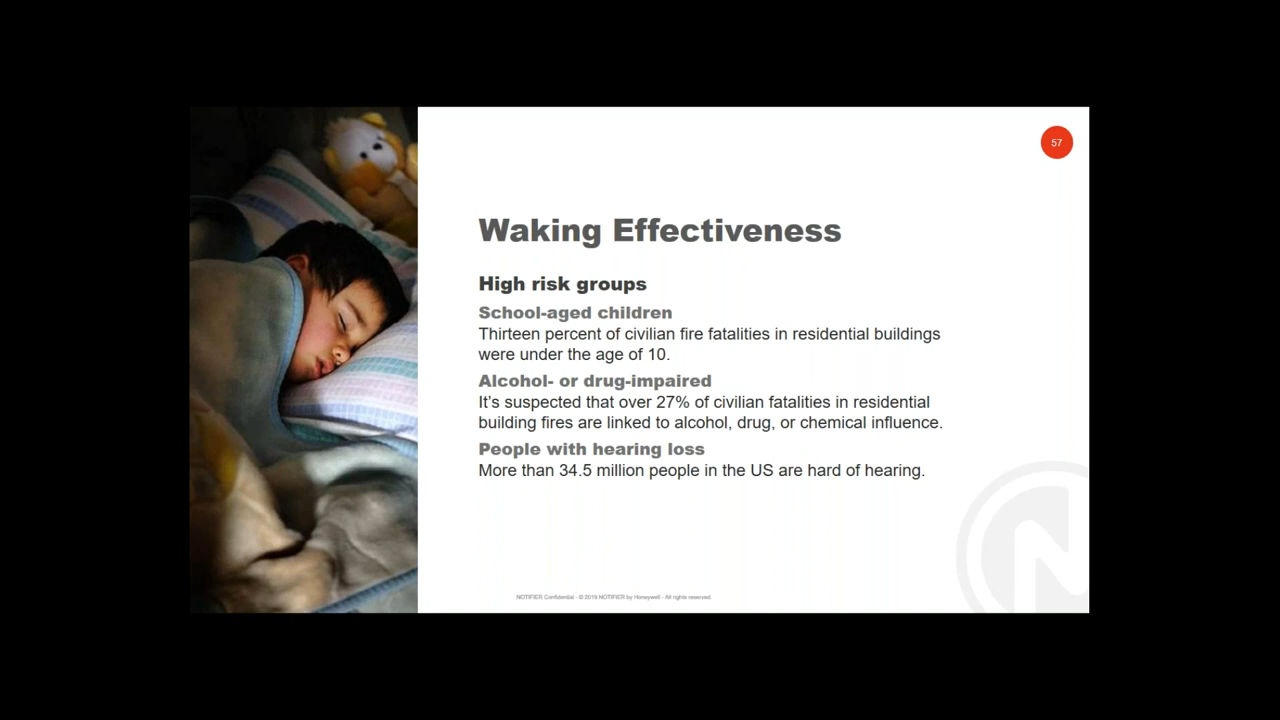 57
Waking Effectiveness
High risk groups
School-aged children
Thirteen percent of civilian fire fatalities in residential buildings
were under the age of 10.
Alcohol- or drug-impaired
It's suspected that over 27% of civilian fatalities in residential
building fires are linked to alcohol, drug, or chemical influence.
People with hearing loss
More than 34.5 million people in the US are hard of hearing.
NOTIFIER Confidential - © 2016 NOTIFIER by Honeywell - All rights reserved.